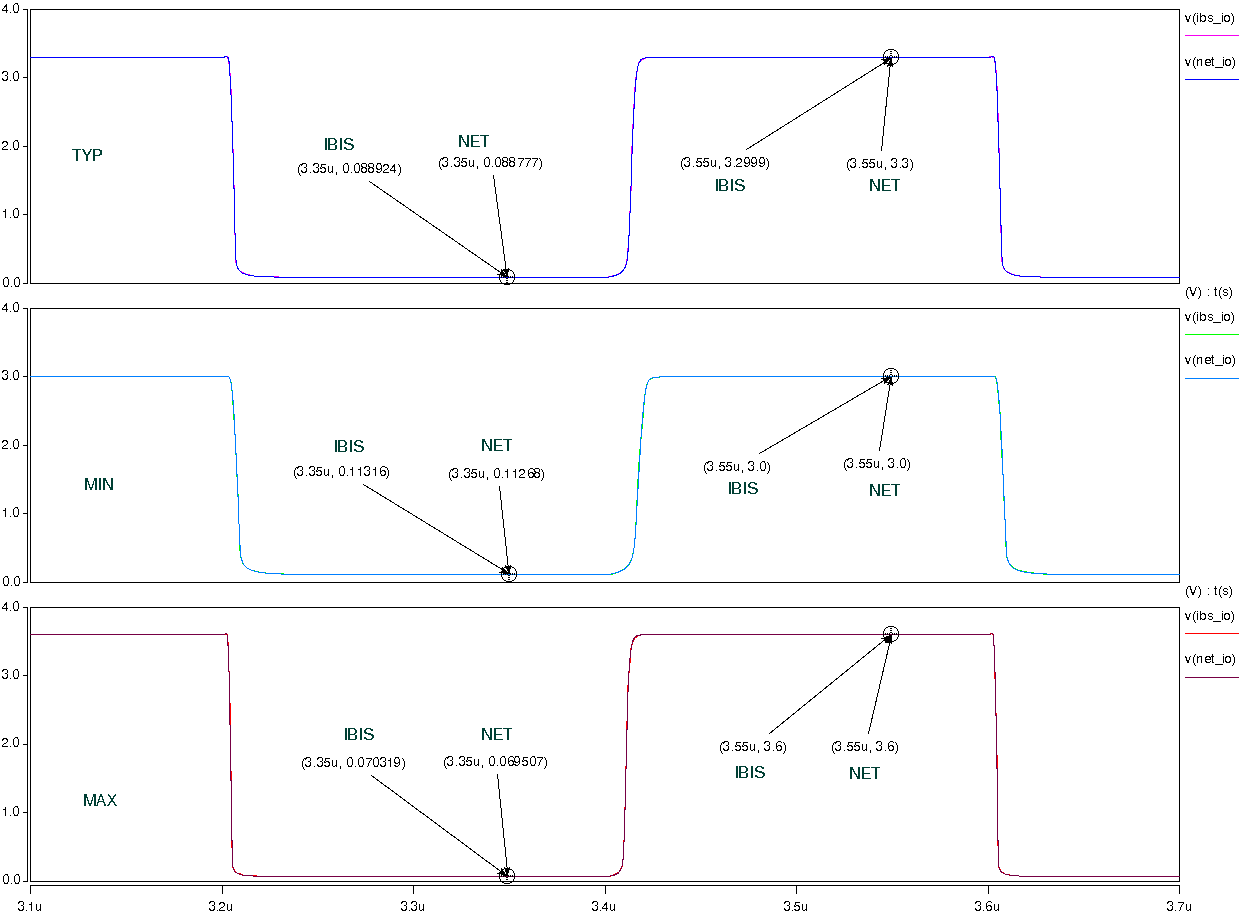 4.0
v(ibs_io)
v(net_io)
3.0
2.0
1.0
0.0
TYP
IBIS
(3.35u, 0.088924)
NET
(3.35u, 0.088777)
(3.55u, 3.2999)
IBIS
(3.55u, 3.3)
NET
(V) : t(s)
4.0
v(ibs_io)
v(net_io)
3.0
2.0
1.0
0.0
MIN
IBIS
(3.35u, 0.11316)
NET
(3.35u, 0.11268)
(3.55u, 3.0)
IBIS
(3.55u, 3.0)
NET
(V) : t(s)
4.0
v(ibs_io)
v(net_io)
3.0
2.0
1.0
0.0
MAX
IBIS
(3.35u, 0.070319)
NET
(3.35u, 0.069507)
(3.55u, 3.6)
IBIS
(3.55u, 3.6)
NET
3.1u
3.2u
3.3u
3.4u
3.5u
3.6u
3.7u